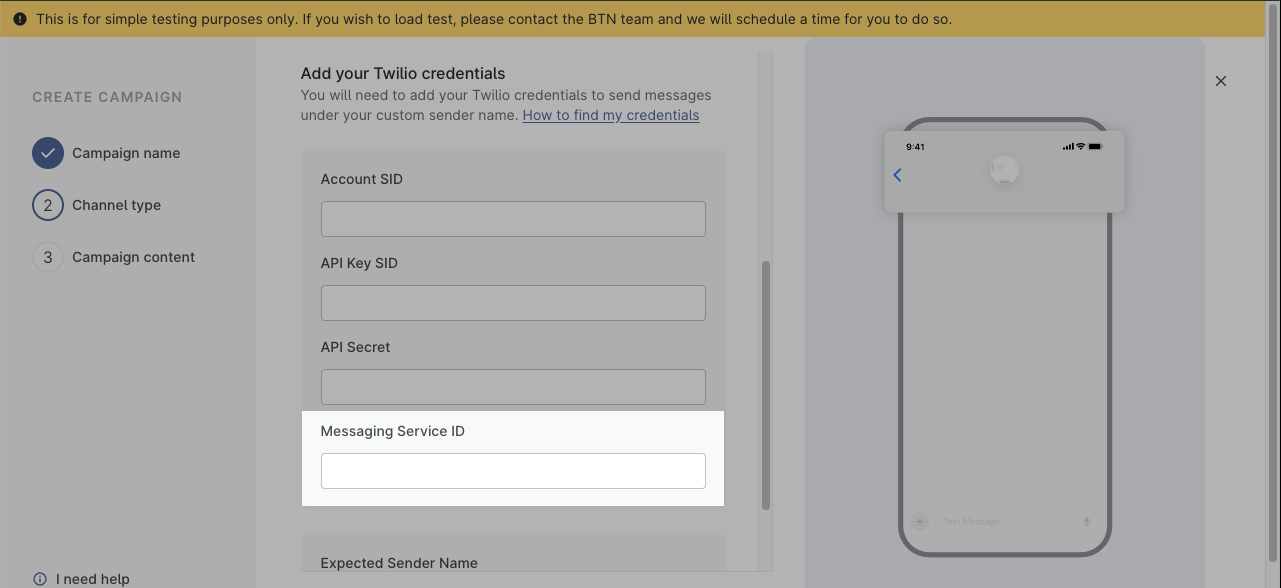 This is for simple testing purposes only. If you wish to load test, please contact the BTN team and we will schedule a time for you to do so.
CREATE CAMPAIGN
Campaign name
2 Channel type
3 Campaign content
I need help
Add your Twilio credentials
You will need to add your Twilio credentials to send messages
under your custom sender name. How to find my credentials
Account SID
API Key SID
API Secret
Messaging Service ID
Expected Sender Name
9:41
Text Message